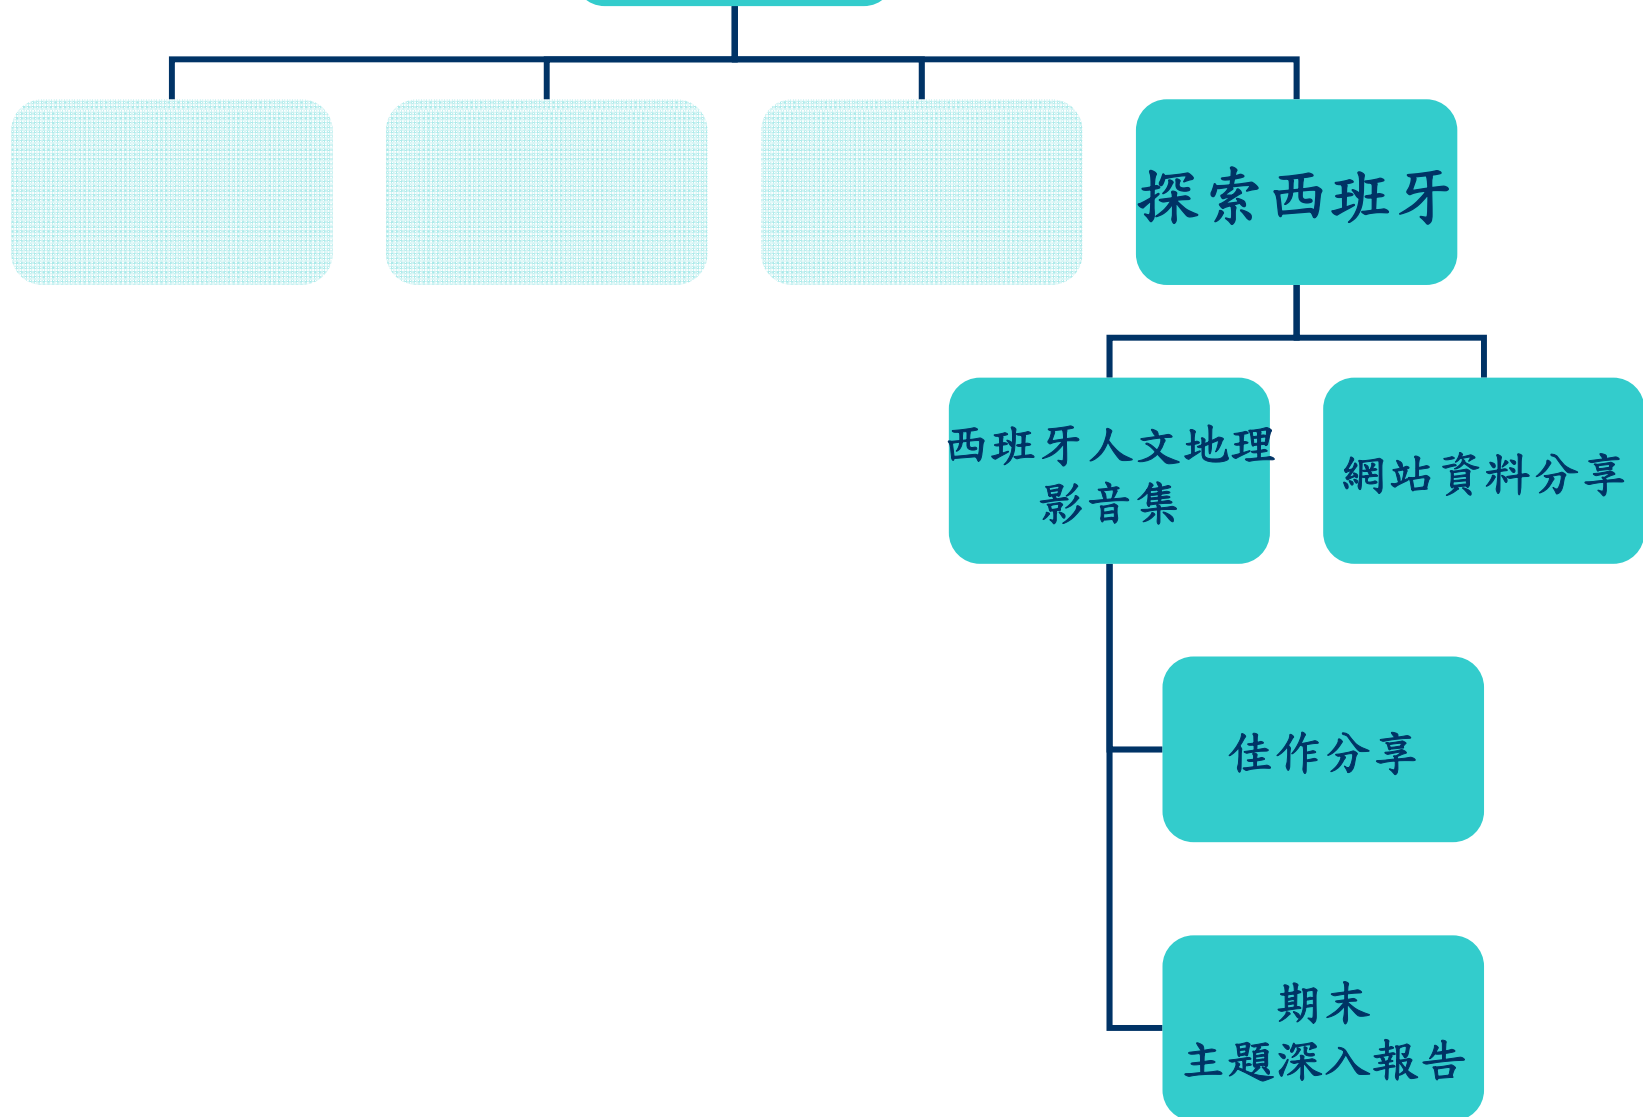 探索西班牙
西班牙人文地理
影音集
網站資料分享
佳作分享
期末
主題深入報告